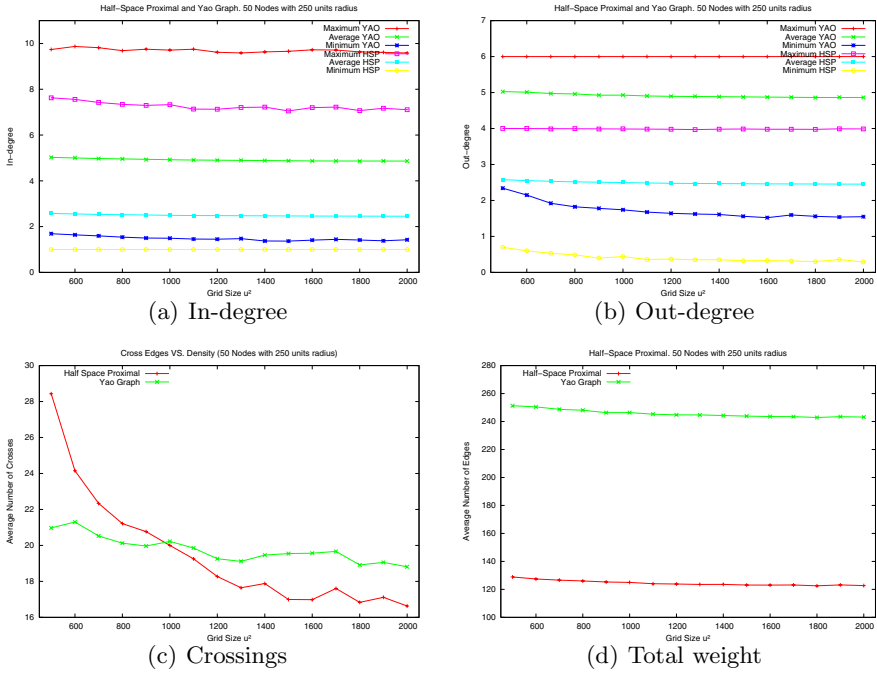 Half-Space Proximal and Yao Graph. 50 Nodes with 250 units radius
Maximum YAO
Average YAO
Minimum YAO
Maximum HSP
Average HSP
Minimum HSP
In-degree
0
2
4
6
8
10
600 800 1000 1200 1400 1600 1800 2000
Grid Size u²
(a) In-degree
Half-Space Proximal and Yao Graph. 50 Nodes with 250 units radius
Maximum YAO
Average YAO
Minimum YAO
Maximum HSP
Average HSP
Minimum HSP
Out-degree
0
1
2
3
4
5
6
7
600 800 1000 1200 1400 1600 1800 2000
Grid Size u²
(b) Out-degree
Cross Edges VS. Density (50 Nodes with 250 units radius)
Half Space Proximal
Yao Graph
Average Number of Crosses
16
18
20
22
24
26
28
30
600 800 1000 1200 1400 1600 1800 2000
Grid Size u²
(c) Crossings
Half-Space Proximal. 50 Nodes with 250 units radius
Half-Space Proximal
Yao Graph
Average Number of Edges
100
120
140
160
180
200
220
240
260
280
600 800 1000 1200 1400 1600 1800 2000
Grid Size u²
(d) Total weight